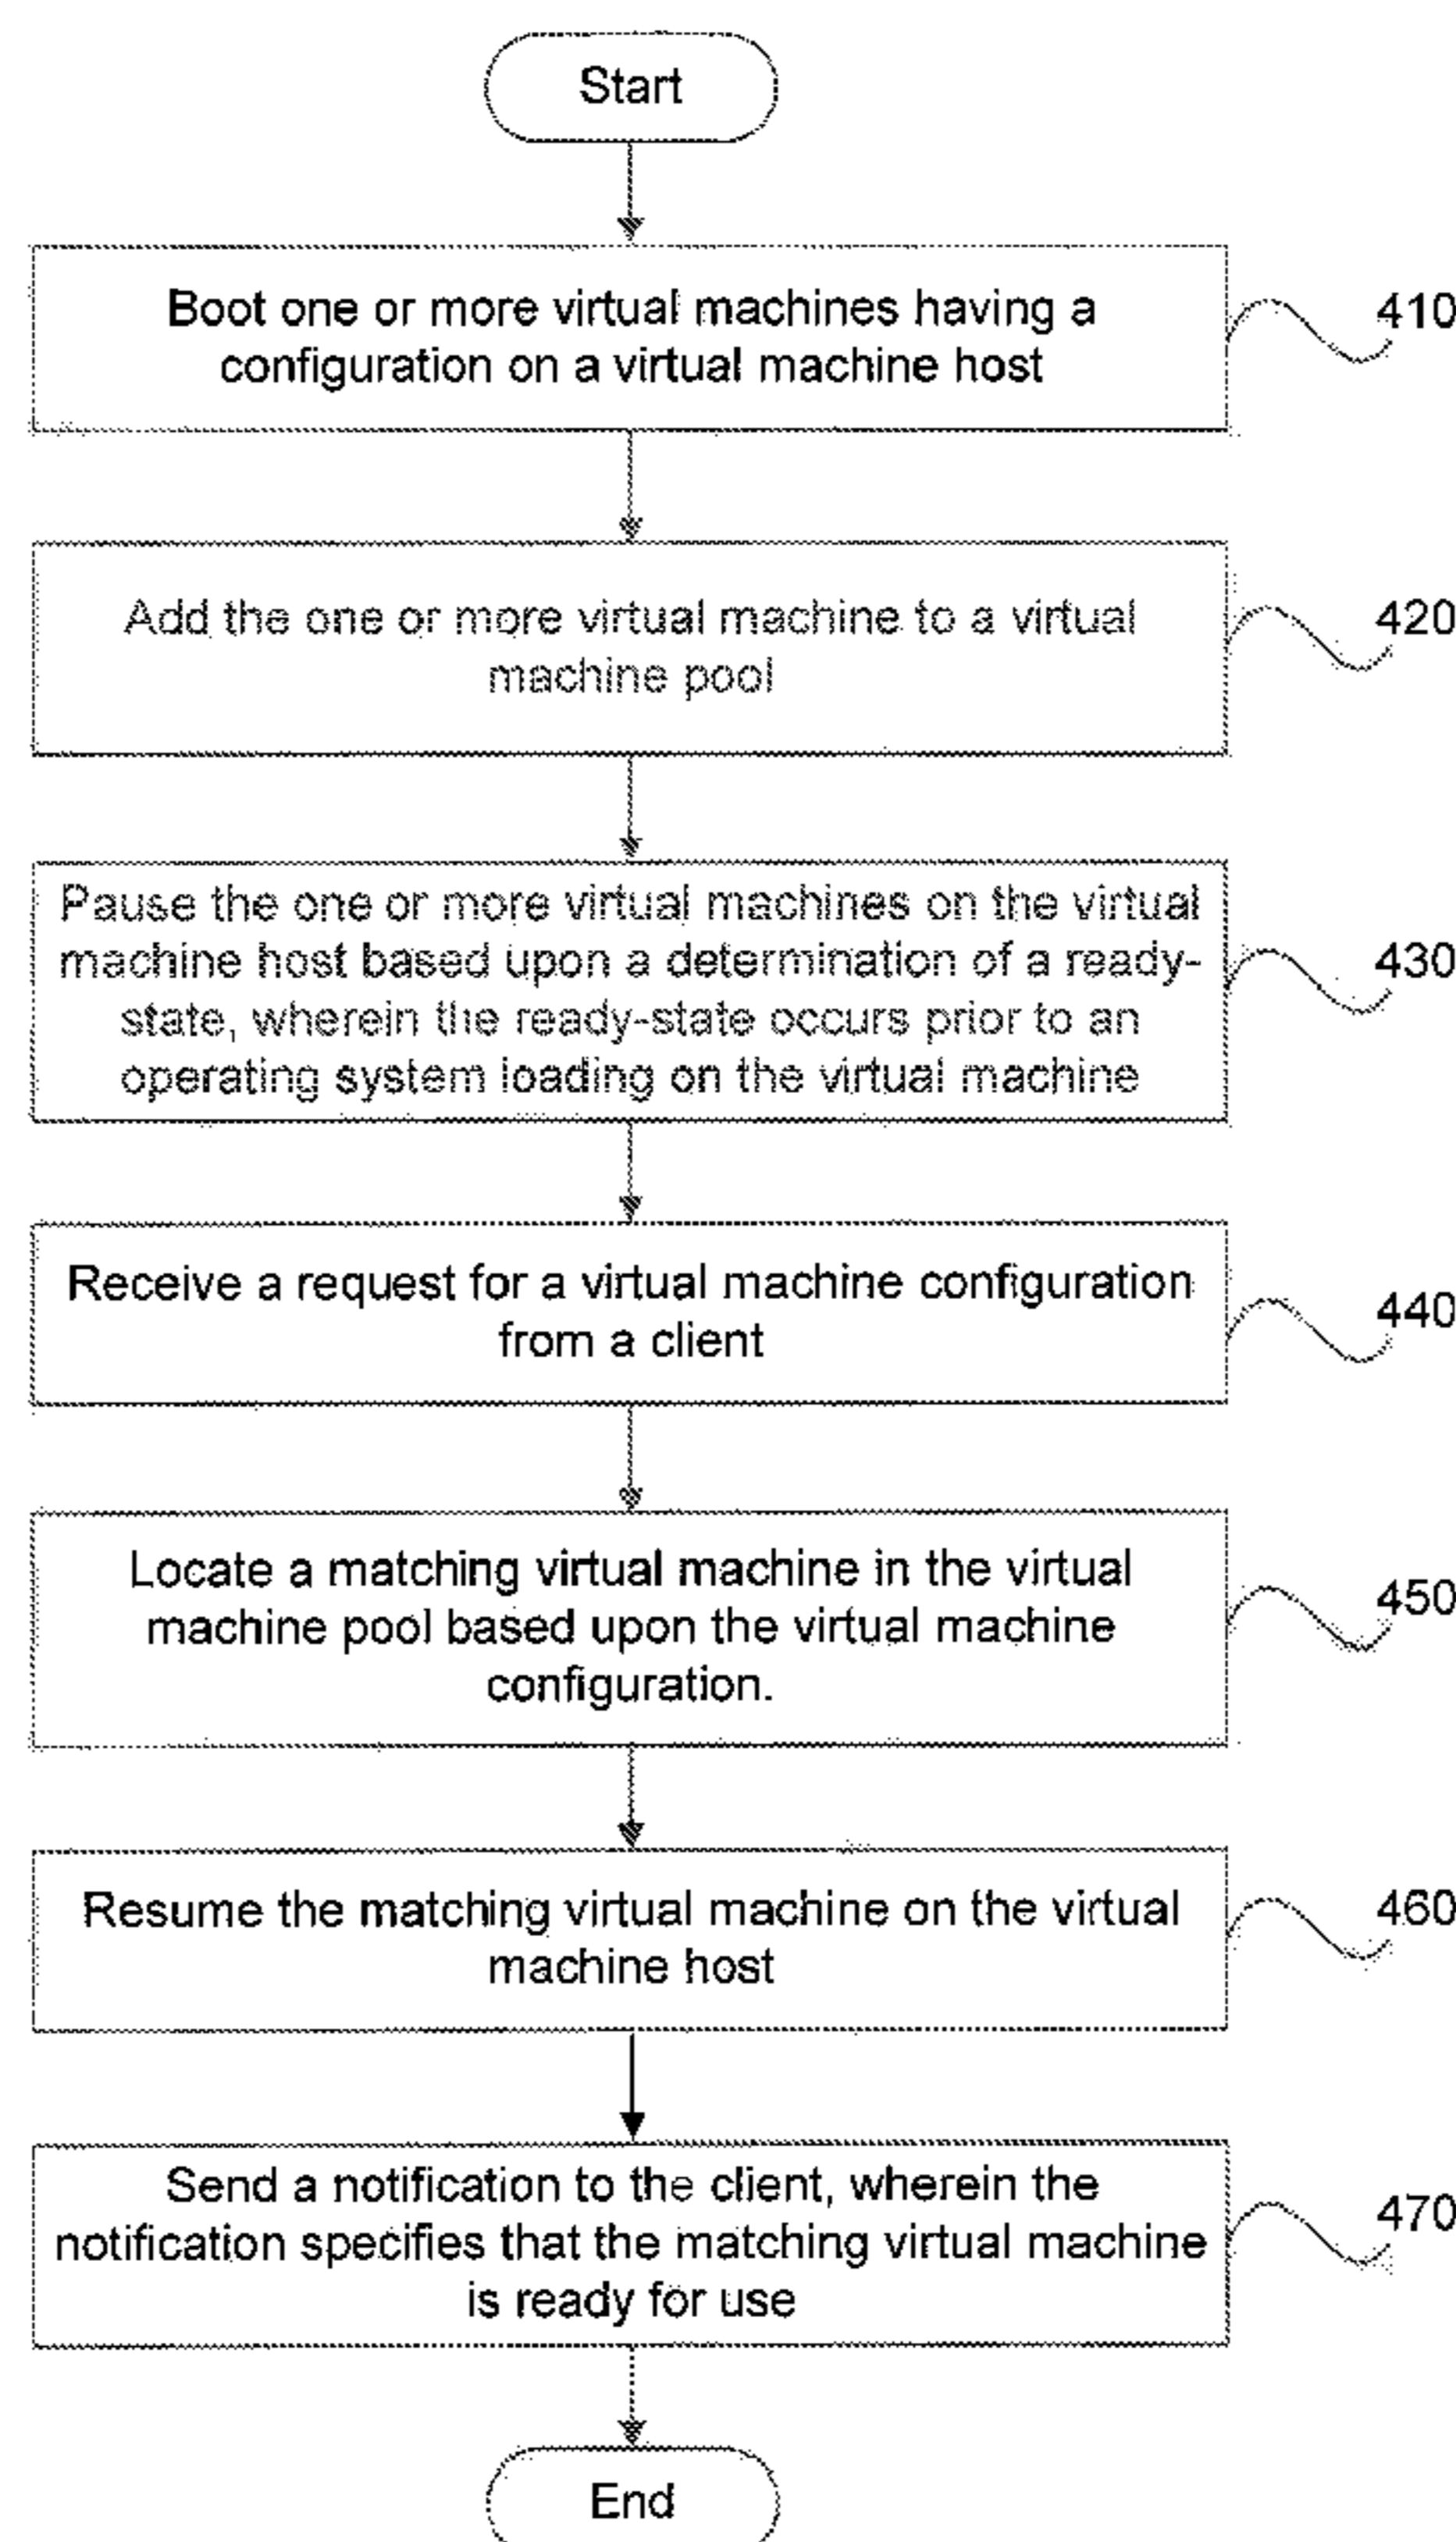 Start
Boot one or more virtual machines having a
configuration on a virtual machine host
410
Add the one or more virtual machine to a virtual
machine pool
420
Pause the one or more virtual machines on the virtual
machine host based upon a determination of a ready-
state, wherein the ready-state occurs prior to an
operating system loading on the virtual machine
430
Receive a request for a virtual machine configuration
from a client
440
Locate a matching virtual machine in the virtual
machine pool based upon the virtual machine
configuration.
450
Resume the matching virtual machine on the virtual
machine host
460
Send a notification to the client, wherein the
notification specifies that the matching virtual machine
is ready for use
470
End